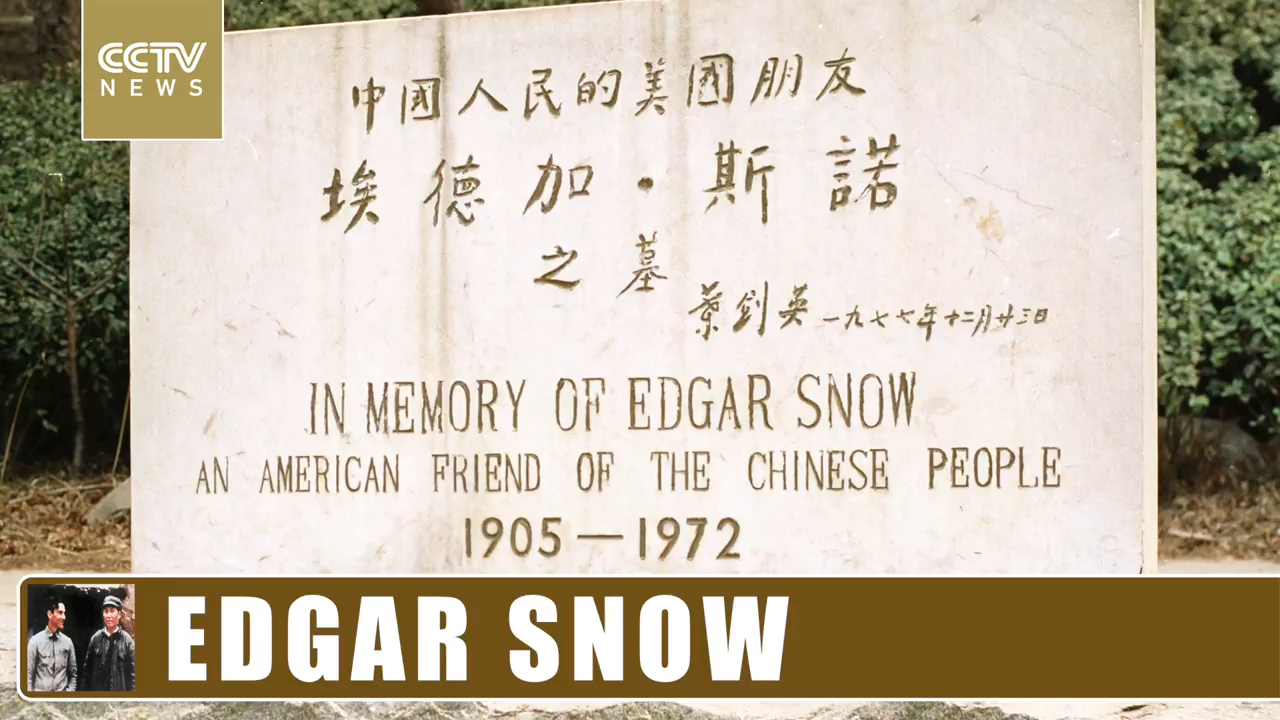 CCTV
NEWS
中國人民的美國朋友
埃德加·斯諾
之墓
葉劍英 一九七七年十二月廿三日
IN MEMORY OF EDGAR SNOW
AN AMERICAN FRIEND OF THE CHINESE PEOPLE
1905—1972
EDGAR SNOW